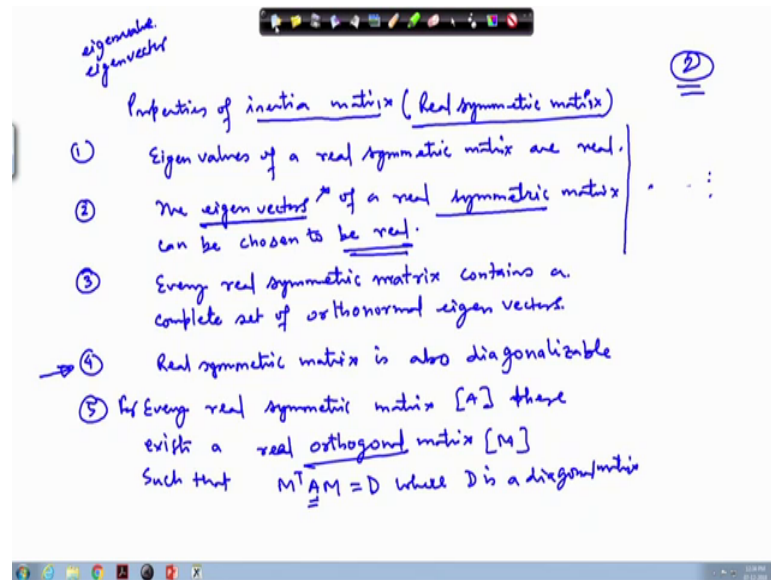 eigenvalue.
eigenvector
2
Properties of inertia matrix (Real symmetric matrix)
① Eigen values of a real symmetric matrix are real.
② The eigen vectors of a real symmetric matrix
can be chosen to be real.
③ Every real symmetric matrix contains a
complete set of orthonormal eigen vectors.
④ Real symmetric matrix is also diagonalizable
⑤ For Every real symmetric matrix [A] there
exists a real orthogonal matrix [M]
Such that MᵀAM = D where D is a diagonal matrix